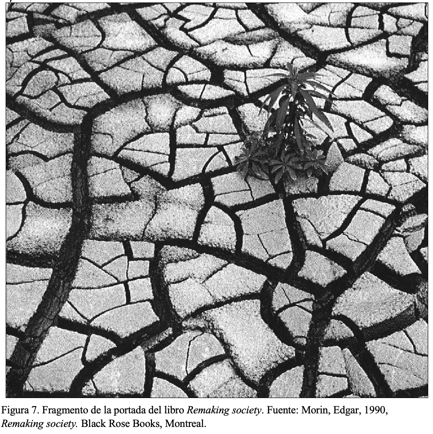 Figura 7. Fragmento de la portada del libro Remaking society. Fuente: Morin, Edgar, 1990,
Remaking society. Black Rose Books, Montreal.